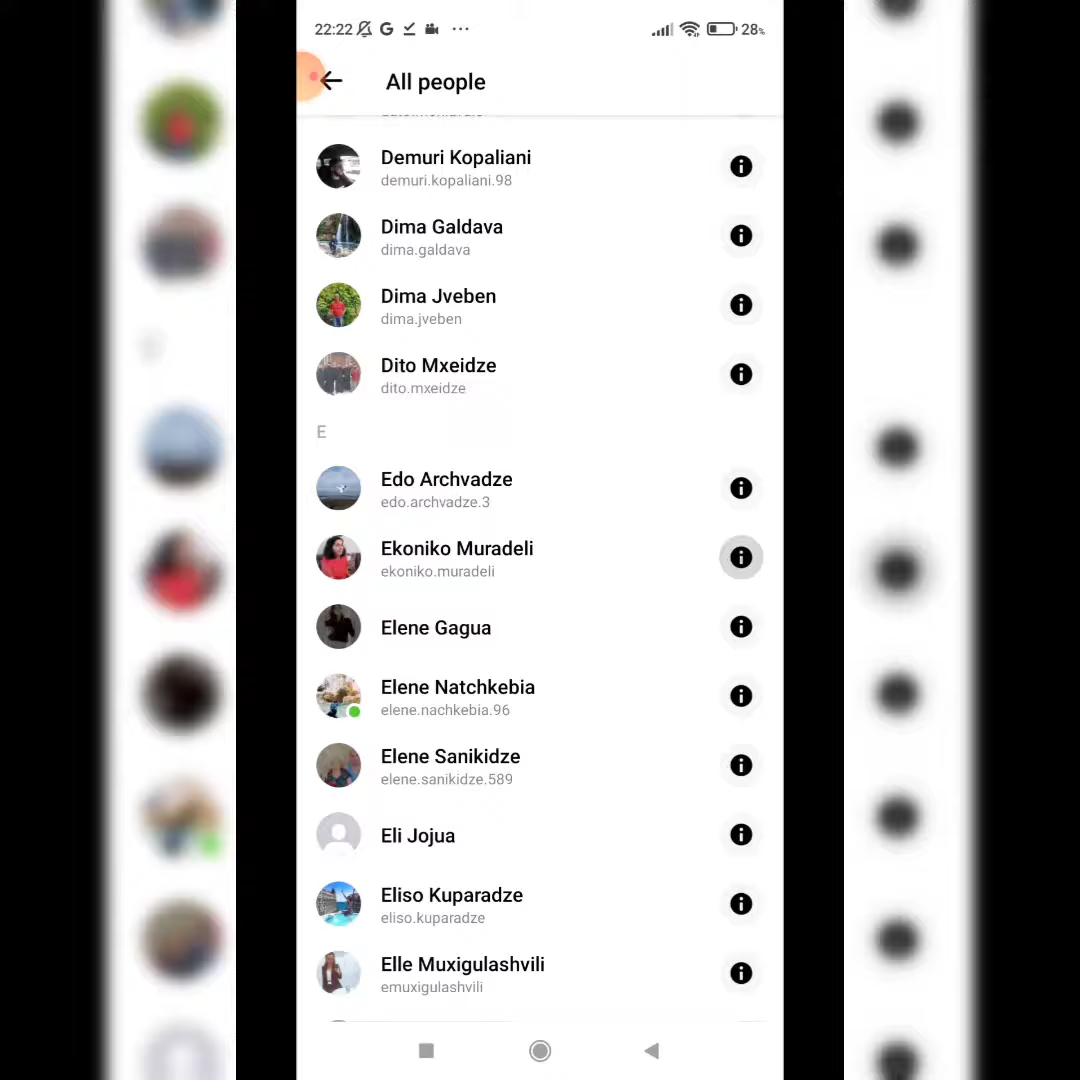 22:22
28%
All people
Demuri Kopaliani
demuri.kopaliani.98
Dima Galdava
dima.galdava
Dima Jveben
dima.jveben
Dito Mxeidze
dito.mxeidze
E
Edo Archvadze
edo.archvadze.3
Ekoniko Muradeli
ekoniko.muradeli
Elene Gagua
Elene Natchkebia
elene.nachkebia.96
Elene Sanikidze
elene.sanikidze.589
Eli Jojua
Eliso Kuparadze
eliso.kuparadze
Elle Muxigulashvili
emuxigulashvili